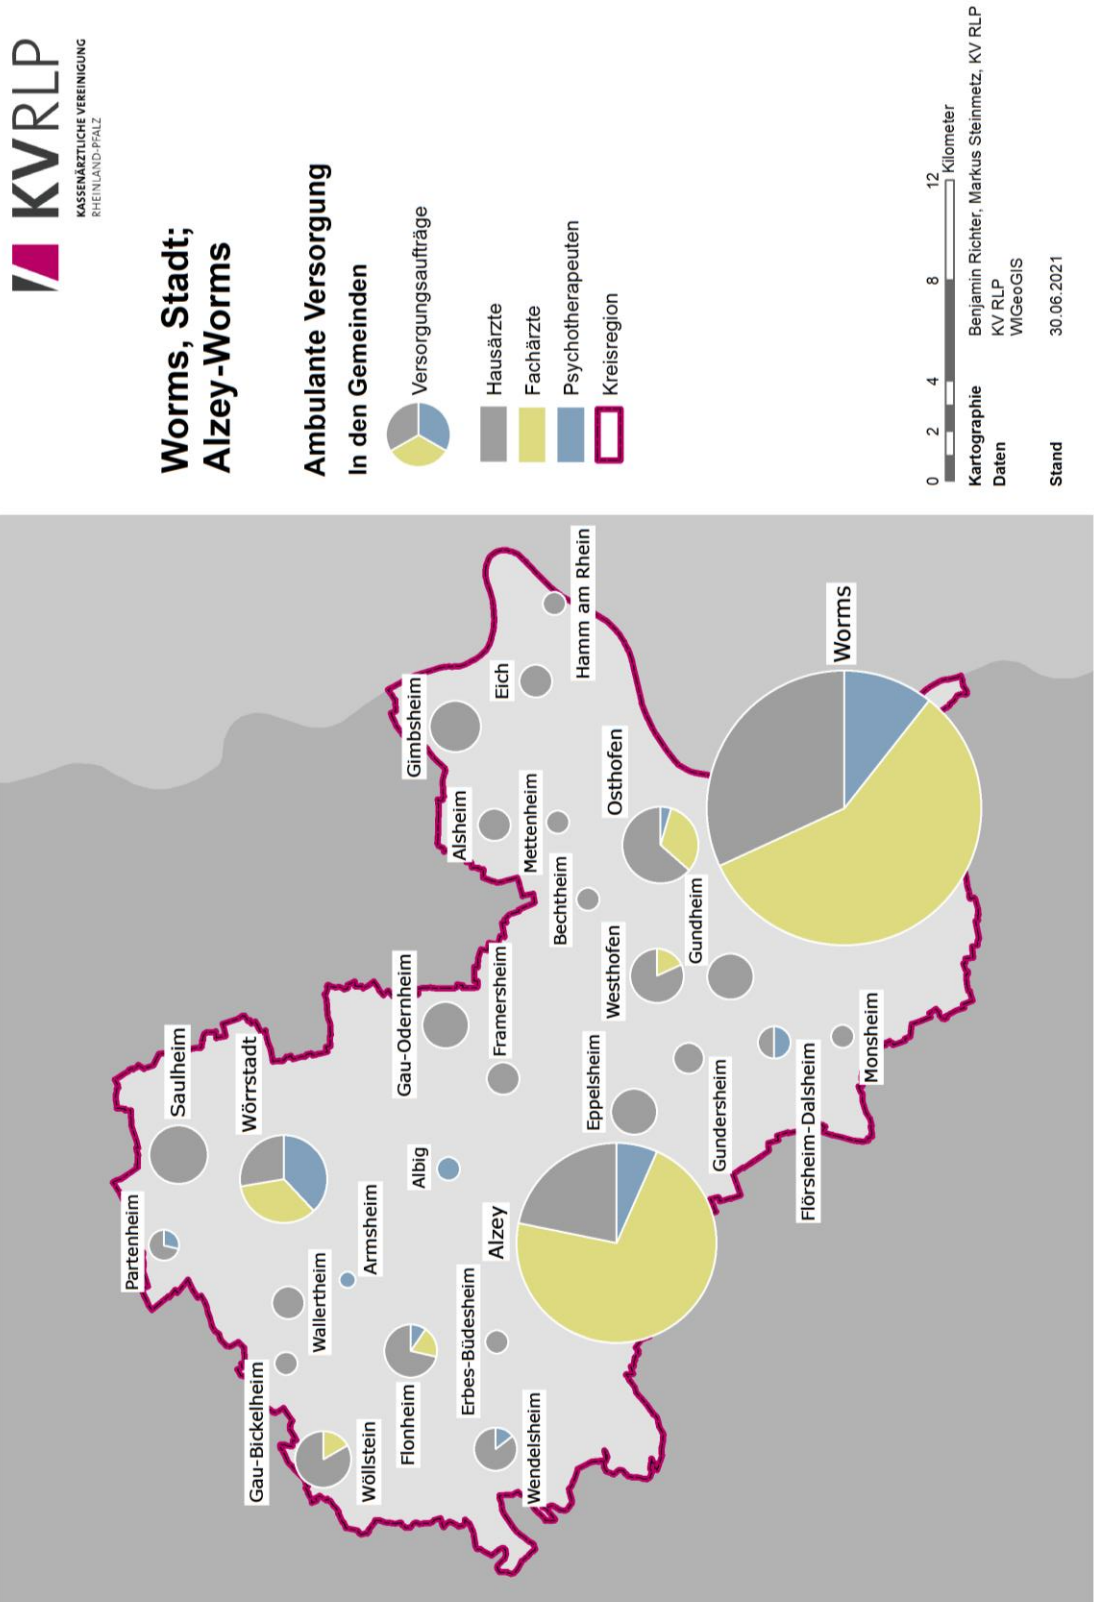 KVRLP
KASSENÄRZTLICHE VEREINIGUNG
RHEINLAND-PFALZ
Worms, Stadt;
Alzey-Worms
Ambulante Versorgung
In den Gemeinden
Versorgungsaufträge
Hausärzte
Fachärzte
Psychotherapeuten
Kreisregion
0 2 4 8 12
Kilometer
Kartographie Benjamin Richter, Markus Steinmetz, KV RLP
Daten KV RLP
WIGeoGIS
Stand 30.06.2021
Partenheim
Saulheim
Wörrstadt
Gau-Bickelheim
Wallertheim
Armsheim
Wöllstein
Flonheim
Albig
Gau-Odernheim
Gimbsheim
Alsheim
Eich
Framersheim
Erbes-Büdesheim
Alzey
Wendelsheim
Mettenheim
Bechtheim
Hamm am Rhein
Eppelsheim
Westhofen
Osthofen
Gundheim
Gundersheim
Flörsheim-Dalsheim
Monsheim
Worms